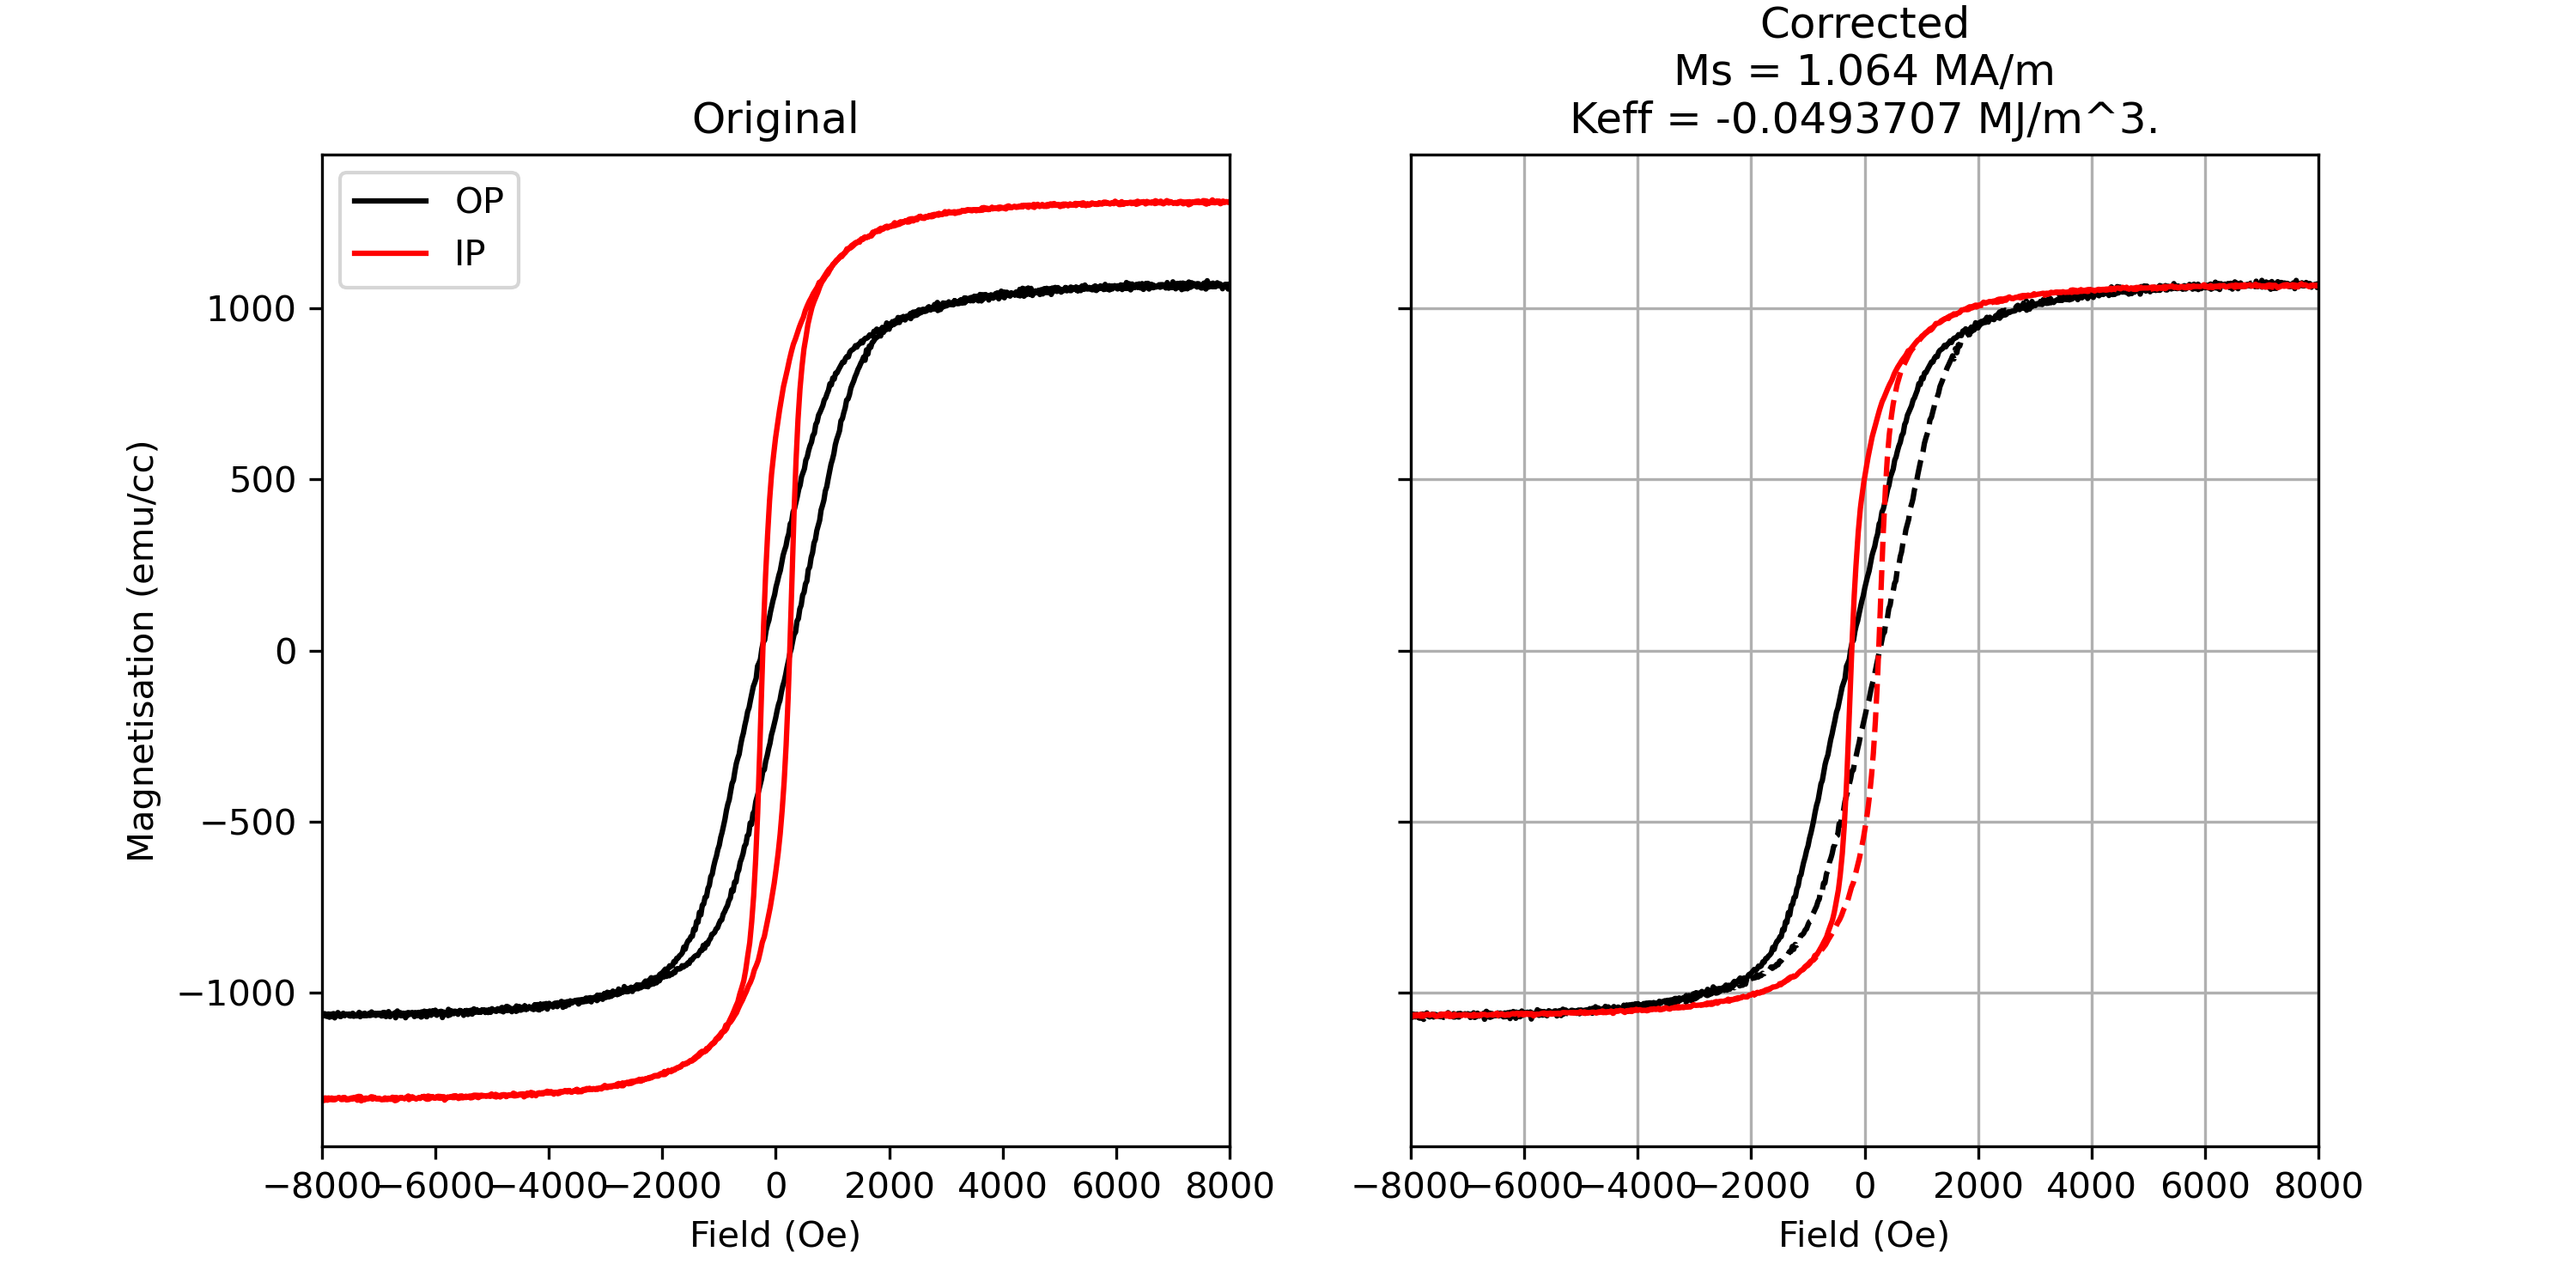 Original
OP
IP
1000
500
0
−500
−1000
Magnetisation (emu/cc)
−8000 −6000 −4000 −2000 0 2000 4000 6000 8000
Field (Oe)
Corrected
Ms = 1.064 MA/m
Keff = -0.0493707 MJ/m^3.
−8000 −6000 −4000 −2000 0 2000 4000 6000 8000
Field (Oe)